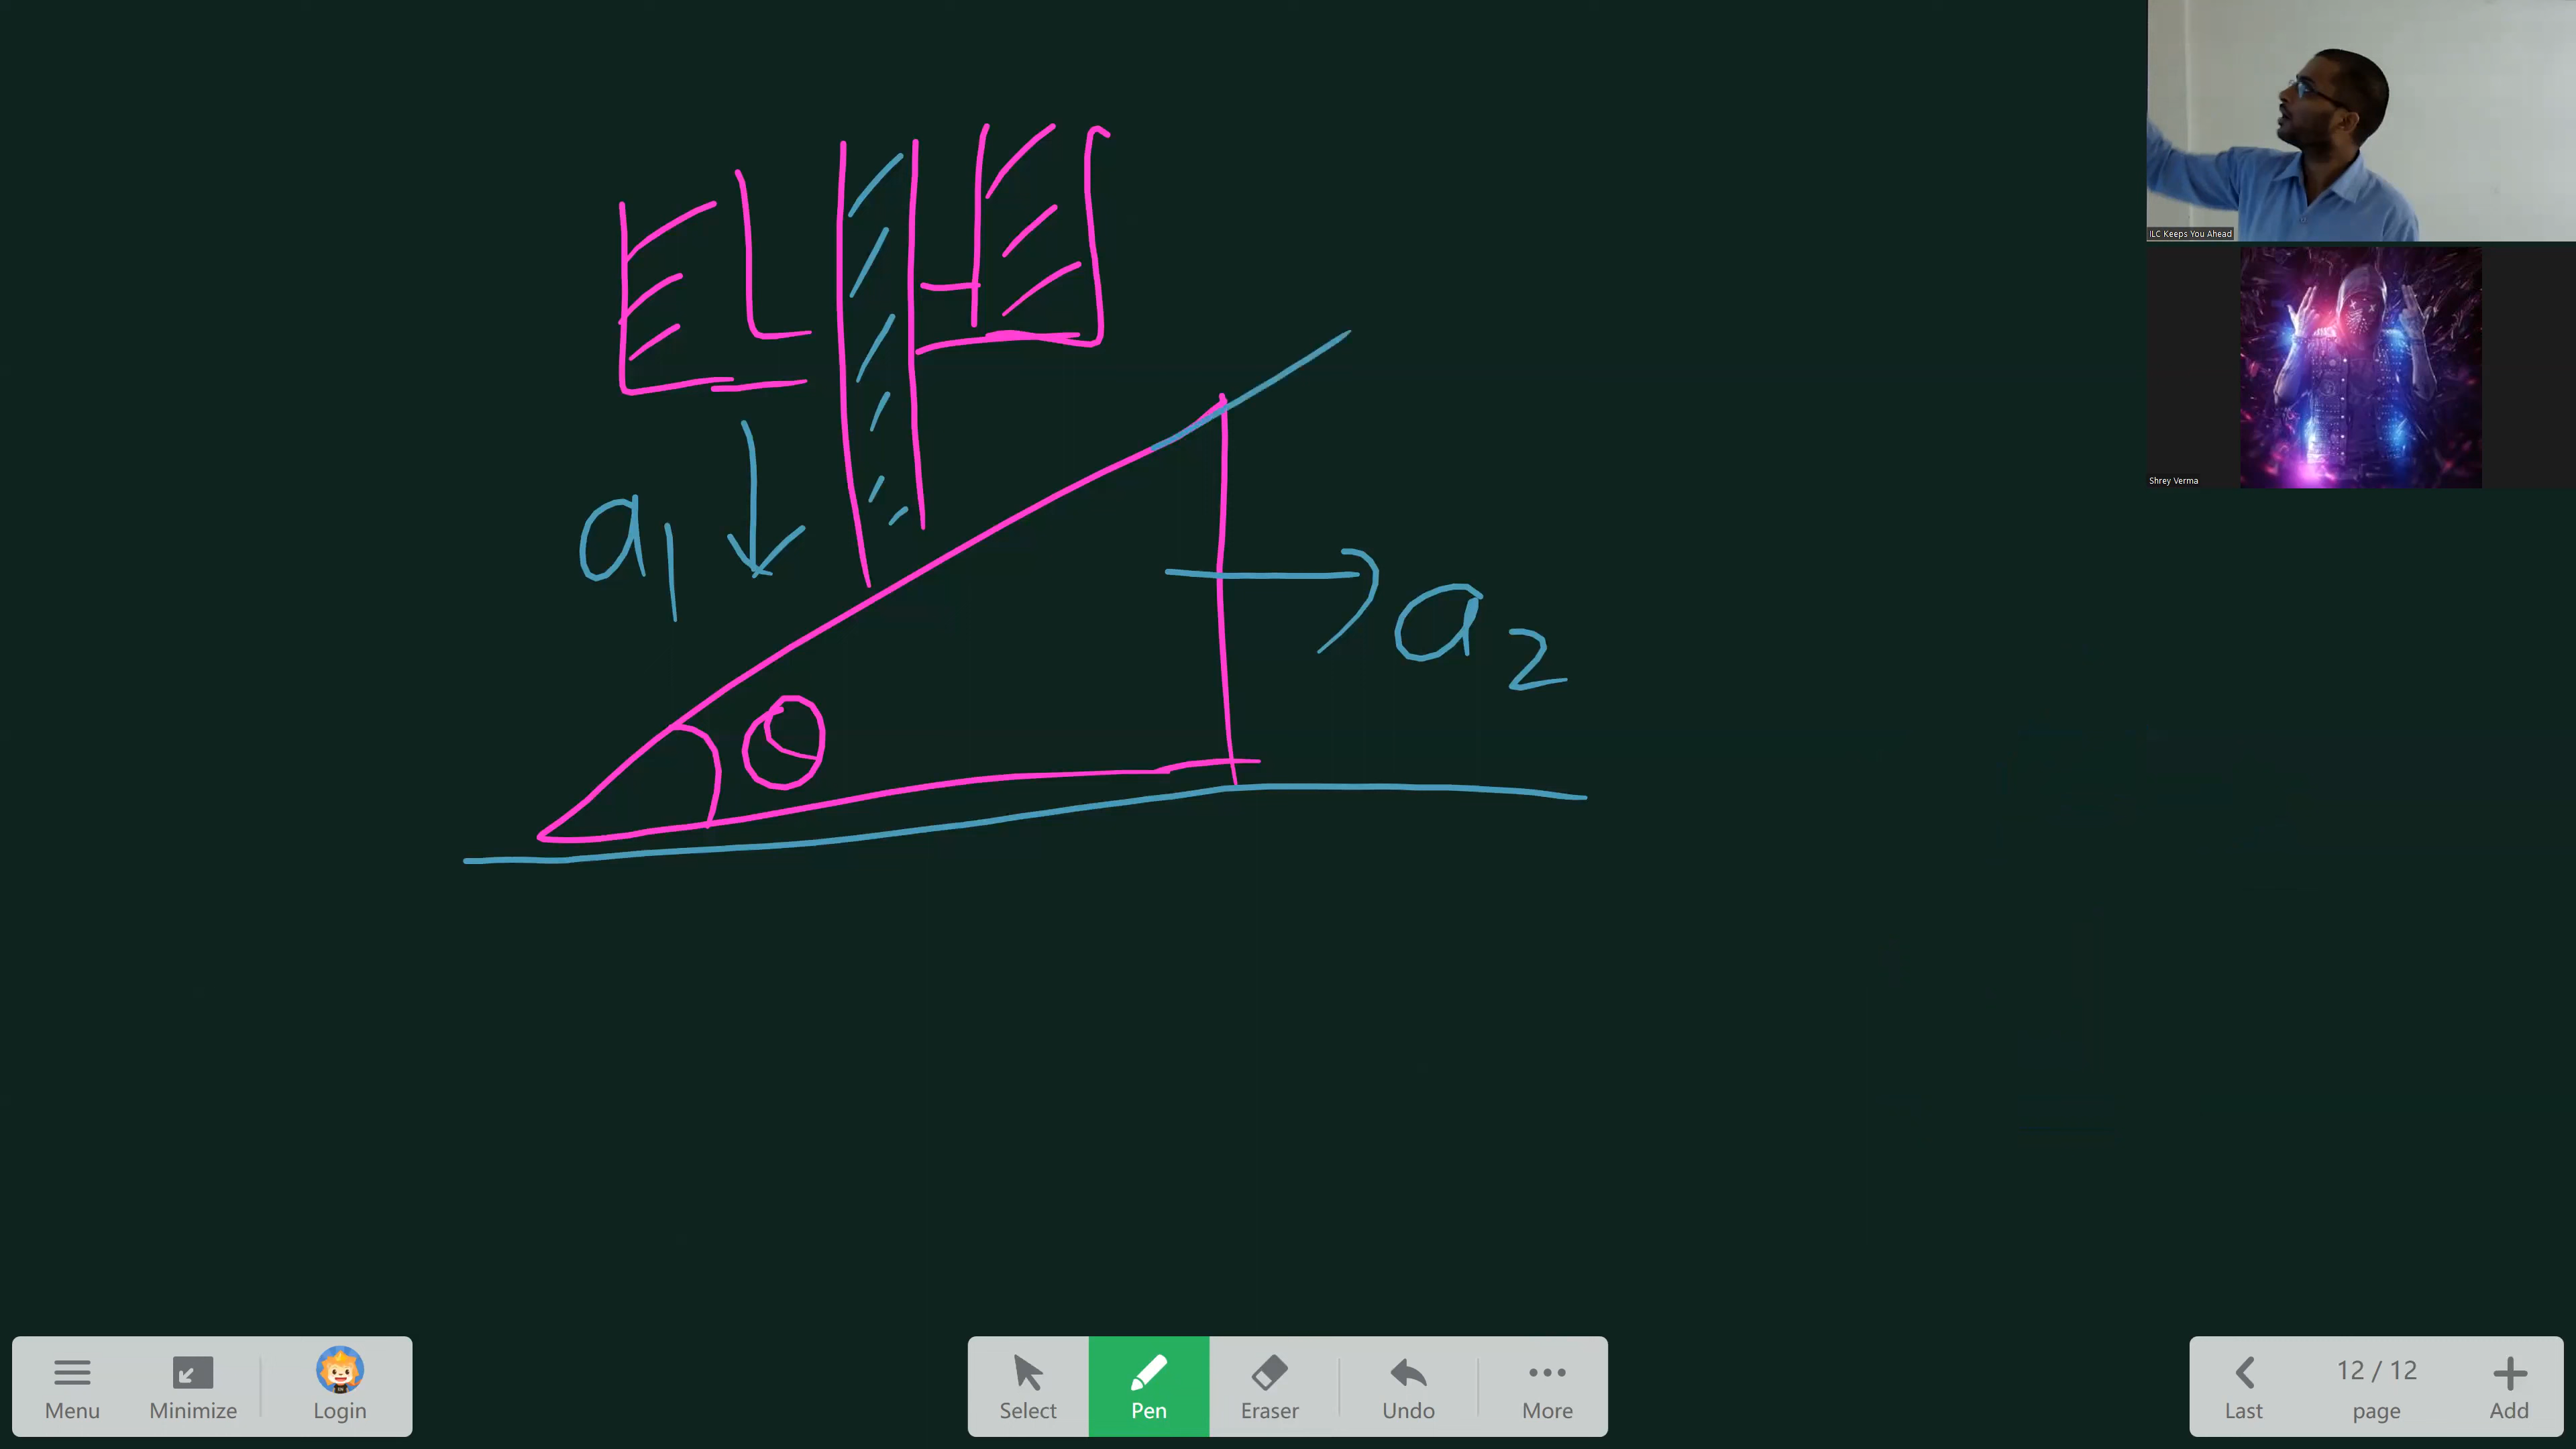 ILC Keeps You Ahead
Shrey Verma
a1
a2
θ
Menu
Minimize
Login
Select
Pen
Eraser
Undo
More
Last
12 / 12
page
Add